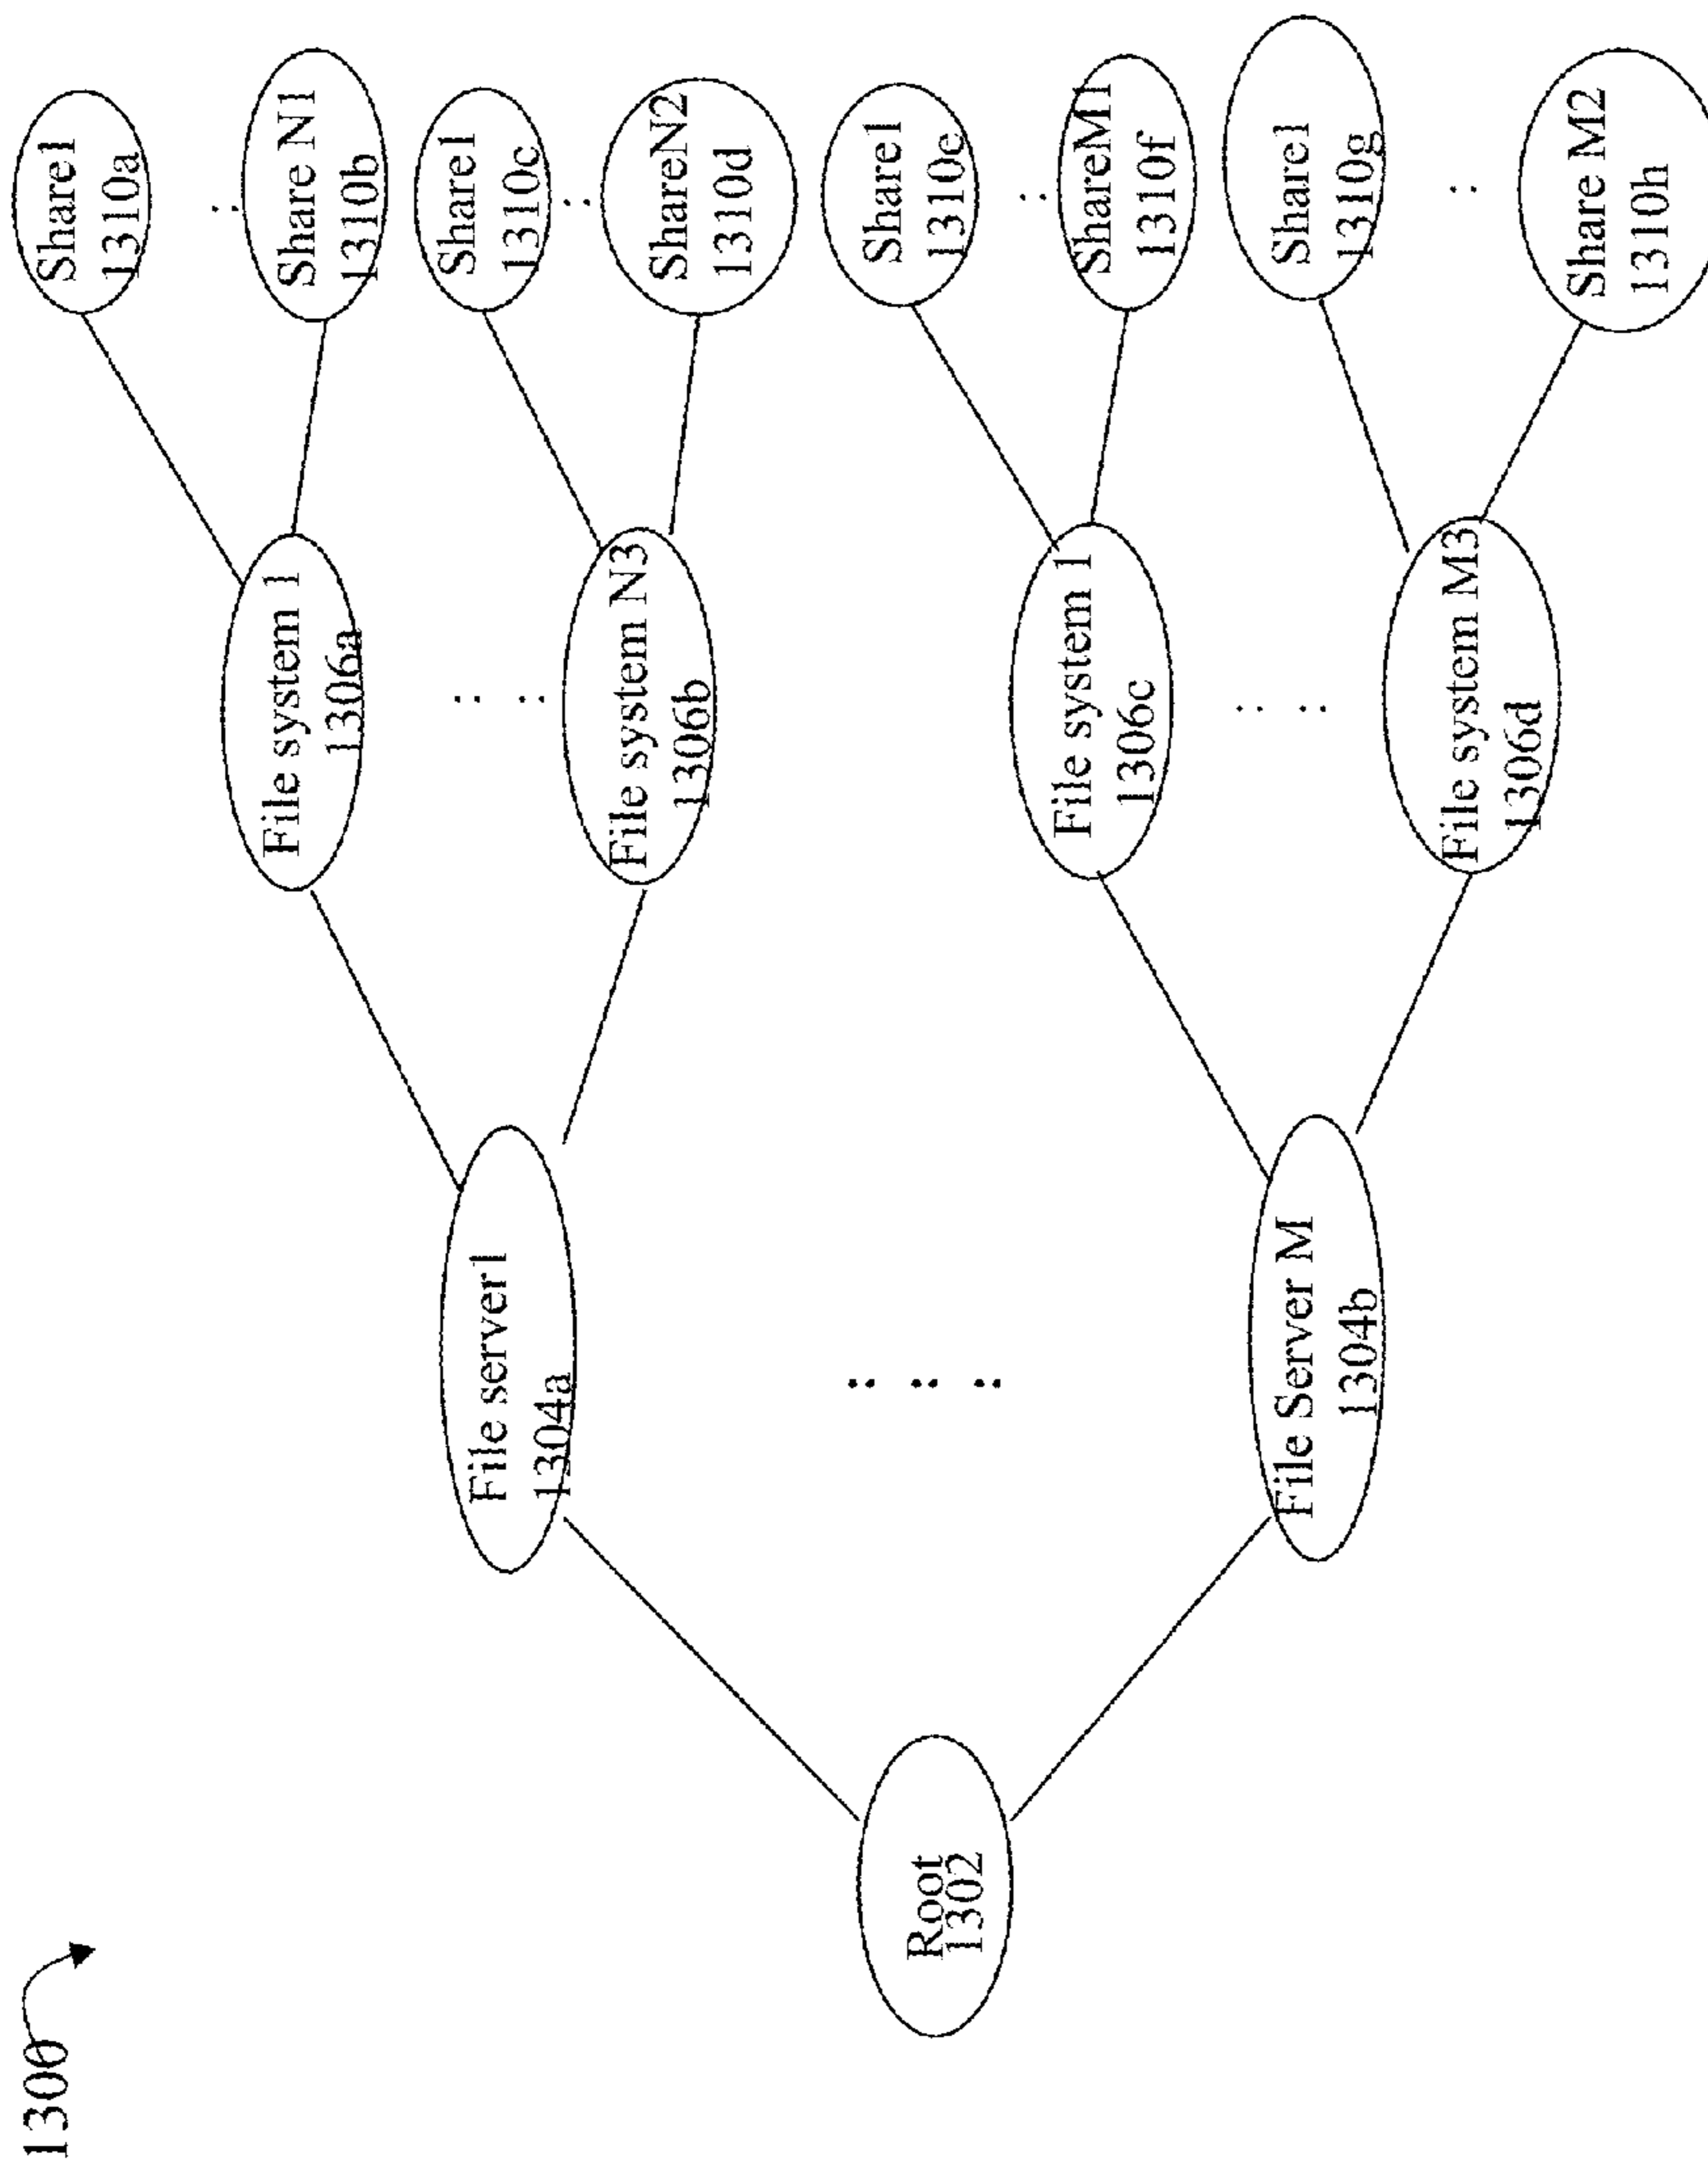 1300
Root
1302
File server1
1304a
File Server M
1304b
File system 1
1306a
File system N3
1306b
File system 1
1306c
File system M3
1306d
Share1
1310a
Share N1
1310b
Share1
1310c
ShareN2
1310d
Share1
1310e
ShareM1
1310f
Share1
1310g
Share M2
1310h